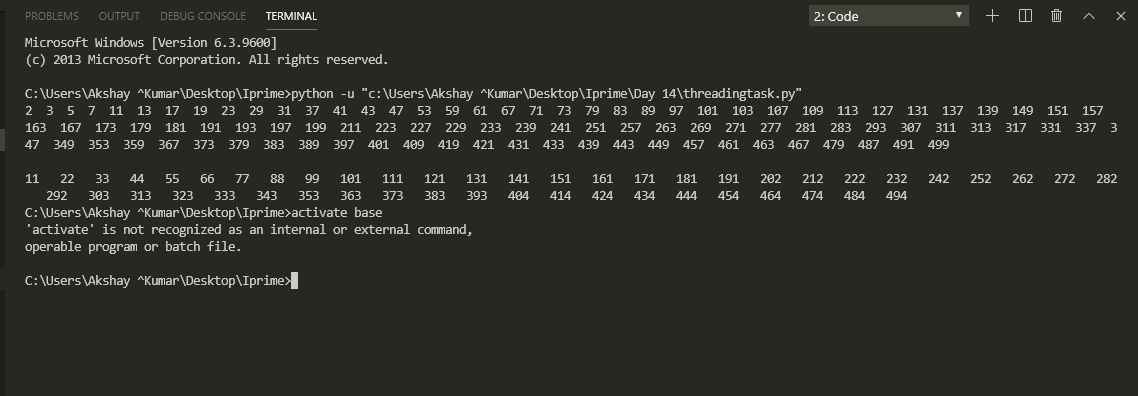 PROBLEMS OUTPUT DEBUG CONSOLE TERMINAL 2: Code
Microsoft Windows [Version 6.3.9600]
(c) 2013 Microsoft Corporation. All rights reserved.
C:\Users\Akshay ^Kumar\Desktop\Iprime>python -u "c:\Users\Akshay ^Kumar\Desktop\Iprime\Day 14\threadingtask.py"
2 3 5 7 11 13 17 19 23 29 31 37 41 43 47 53 59 61 67 71 73 79 83 89 97 101 103 107 109 113 127 131 137 139 149 151 157
163 167 173 179 181 191 193 197 199 211 223 227 229 233 239 241 251 257 263 269 271 277 281 283 293 307 311 313 317 331 337 3
47 349 353 359 367 373 379 383 389 397 401 409 419 421 431 433 439 443 449 457 461 463 467 479 487 491 499
11 22 33 44 55 66 77 88 99 101 111 121 131 141 151 161 171 181 191 202 212 222 232 242 252 262 272 282
292 303 313 323 333 343 353 363 373 383 393 404 414 424 434 444 454 464 474 484 494
C:\Users\Akshay ^Kumar\Desktop\Iprime>activate base
'activate' is not recognized as an internal or external command,
operable program or batch file.
C:\Users\Akshay ^Kumar\Desktop\Iprime>